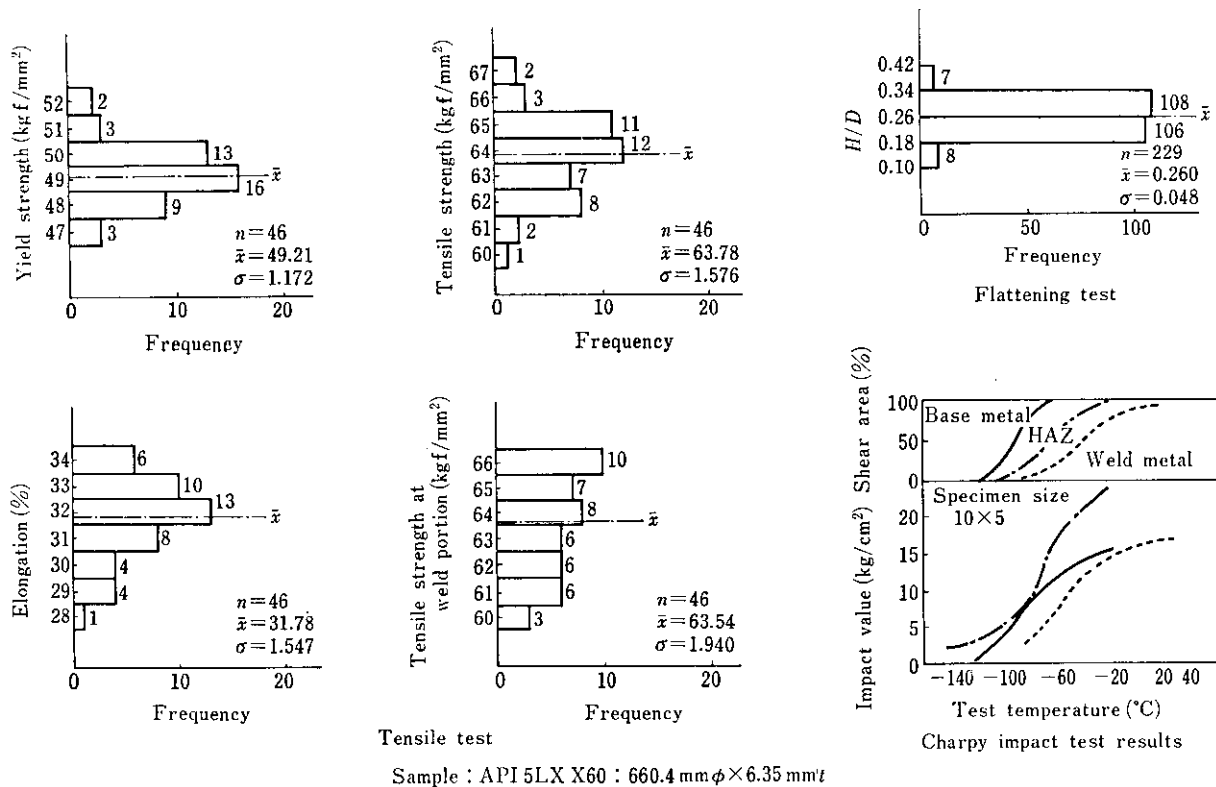 Yield strength (kgf/mm²)
52
51
50
49
48
47
2
3
13
x̄
16
9
3
n=46
x̄=49.21
σ=1.172
0
10
20
Frequency
Tensile strength (kgf/mm²)
67
66
65
64
63
62
61
60
2
3
11
12
x̄
7
8
2
1
n=46
x̄=63.78
σ=1.576
0
10
20
Frequency
H/D
0.42
0.34
0.26
0.18
0.10
7
108
x̄
106
8
n=229
x̄=0.260
σ=0.048
0
50
100
Frequency
Flattening test
Elongation (%)
34
33
32
31
30
29
28
6
10
13
x̄
8
4
4
1
n=46
x̄=31.78
σ=1.547
0
10
20
Frequency
Tensile strength at
weld portion (kgf/mm²)
66
65
64
63
62
61
60
10
7
8
x̄
6
6
6
3
n=46
x̄=63.54
σ=1.940
0
10
20
Frequency
Impact value (kg/cm²) Shear area (%)
100
50
0
Base metal
HAZ
Weld metal
Specimen size
10×5
20
15
10
5
0
−140 −100 −60 −20 20 40
Test temperature (°C)
Charpy impact test results
Tensile test
Sample : API 5LX X60 : 660.4 mm φ×6.35 mm t